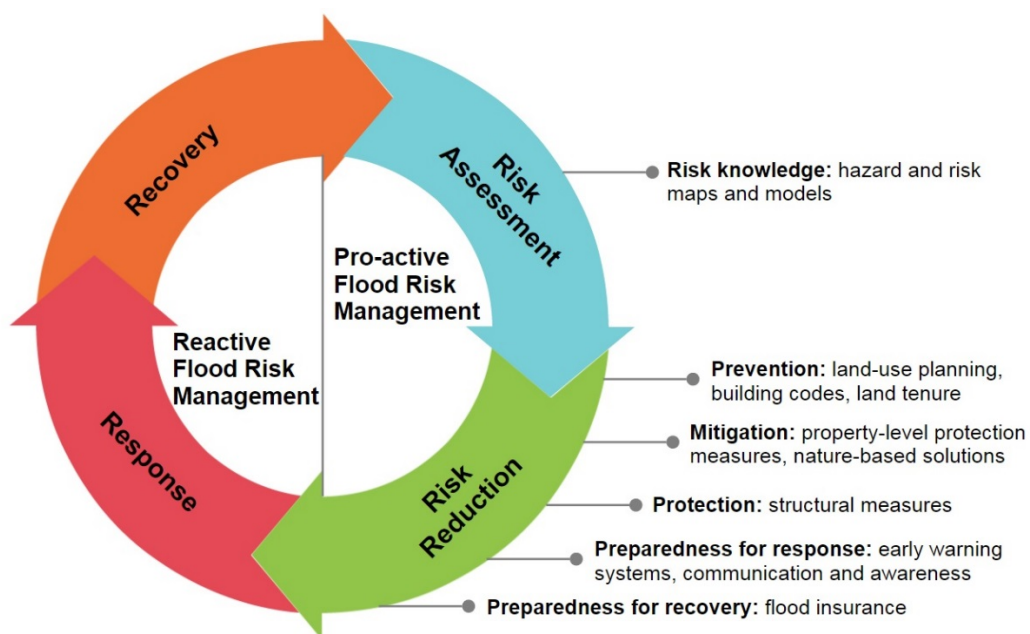 Recovery
Risk
Assessment
Risk knowledge: hazard and risk
maps and models
Pro-active
Flood Risk
Management
Reactive
Flood Risk
Management
Prevention: land-use planning,
building codes, land tenure
Mitigation: property-level protection
measures, nature-based solutions
Response
Risk
Reduction
Protection: structural measures
Preparedness for response: early warning
systems, communication and awareness
Preparedness for recovery: flood insurance